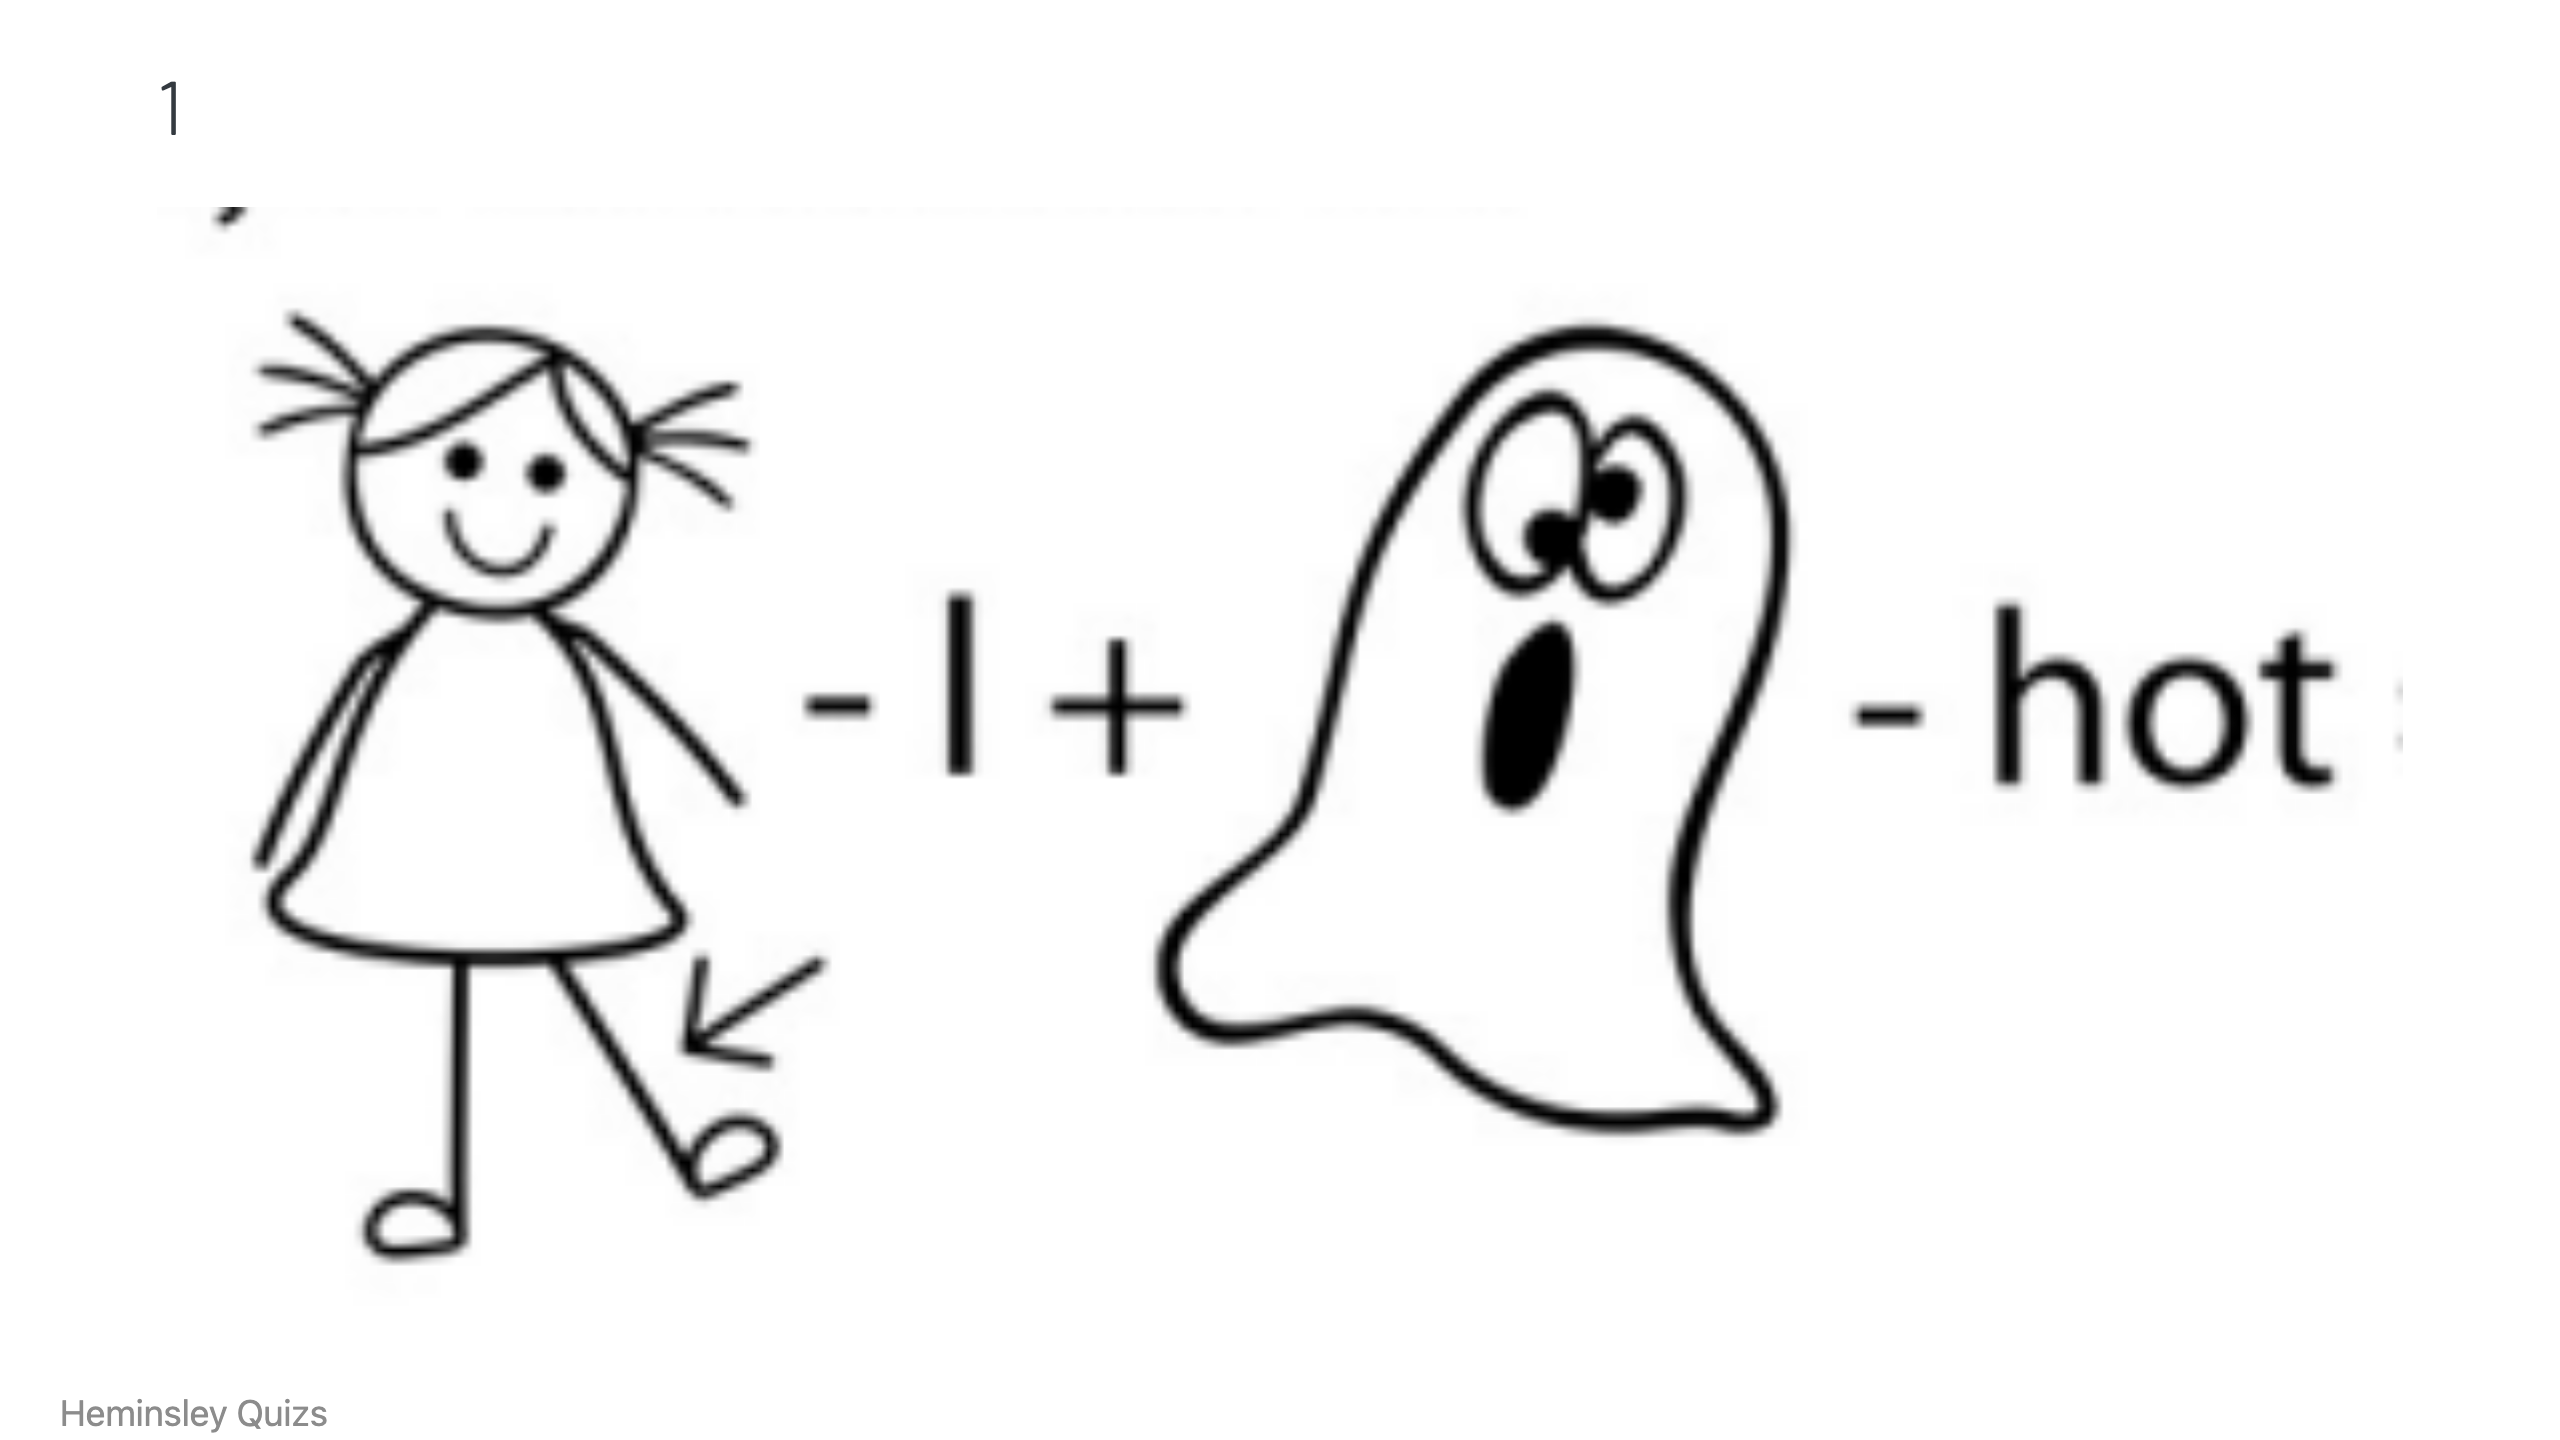 1
- l + - hot
Heminsley Quizs